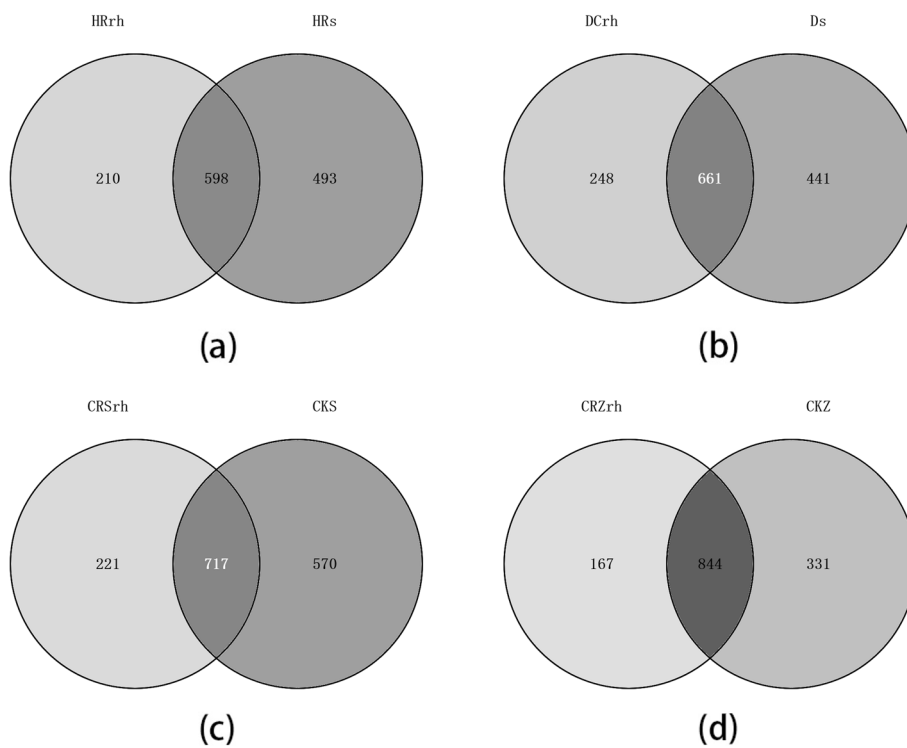 HRrh HRs
210 598 493
(a)
DCrh Ds
248 661 441
(b)
CRSrh CKS
221 717 570
(c)
CRZrh CKZ
167 844 331
(d)